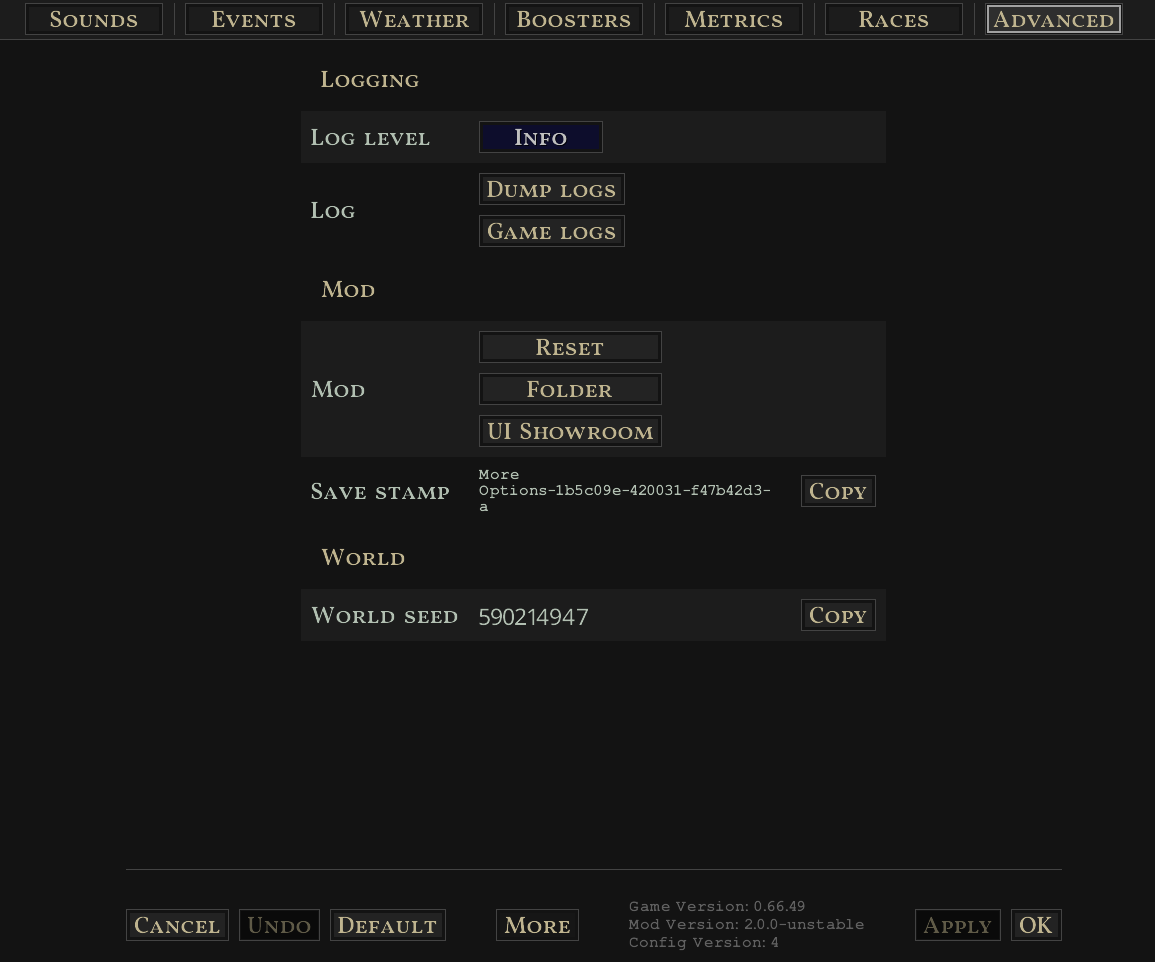 Sounds Events Weather Boosters Metrics Races Advanced
Logging
Log level Info
Log
Dump logs
Game logs
Mod
Mod
Reset
Folder
UI Showroom
Save stamp
More
Options-1b5c09e-420031-f47b42d3-
a
Copy
World
World seed 590214947 Copy
Cancel Undo Default More
Game Version: 0.66.49
Mod Version: 2.0.0-unstable
Config Version: 4
Apply OK